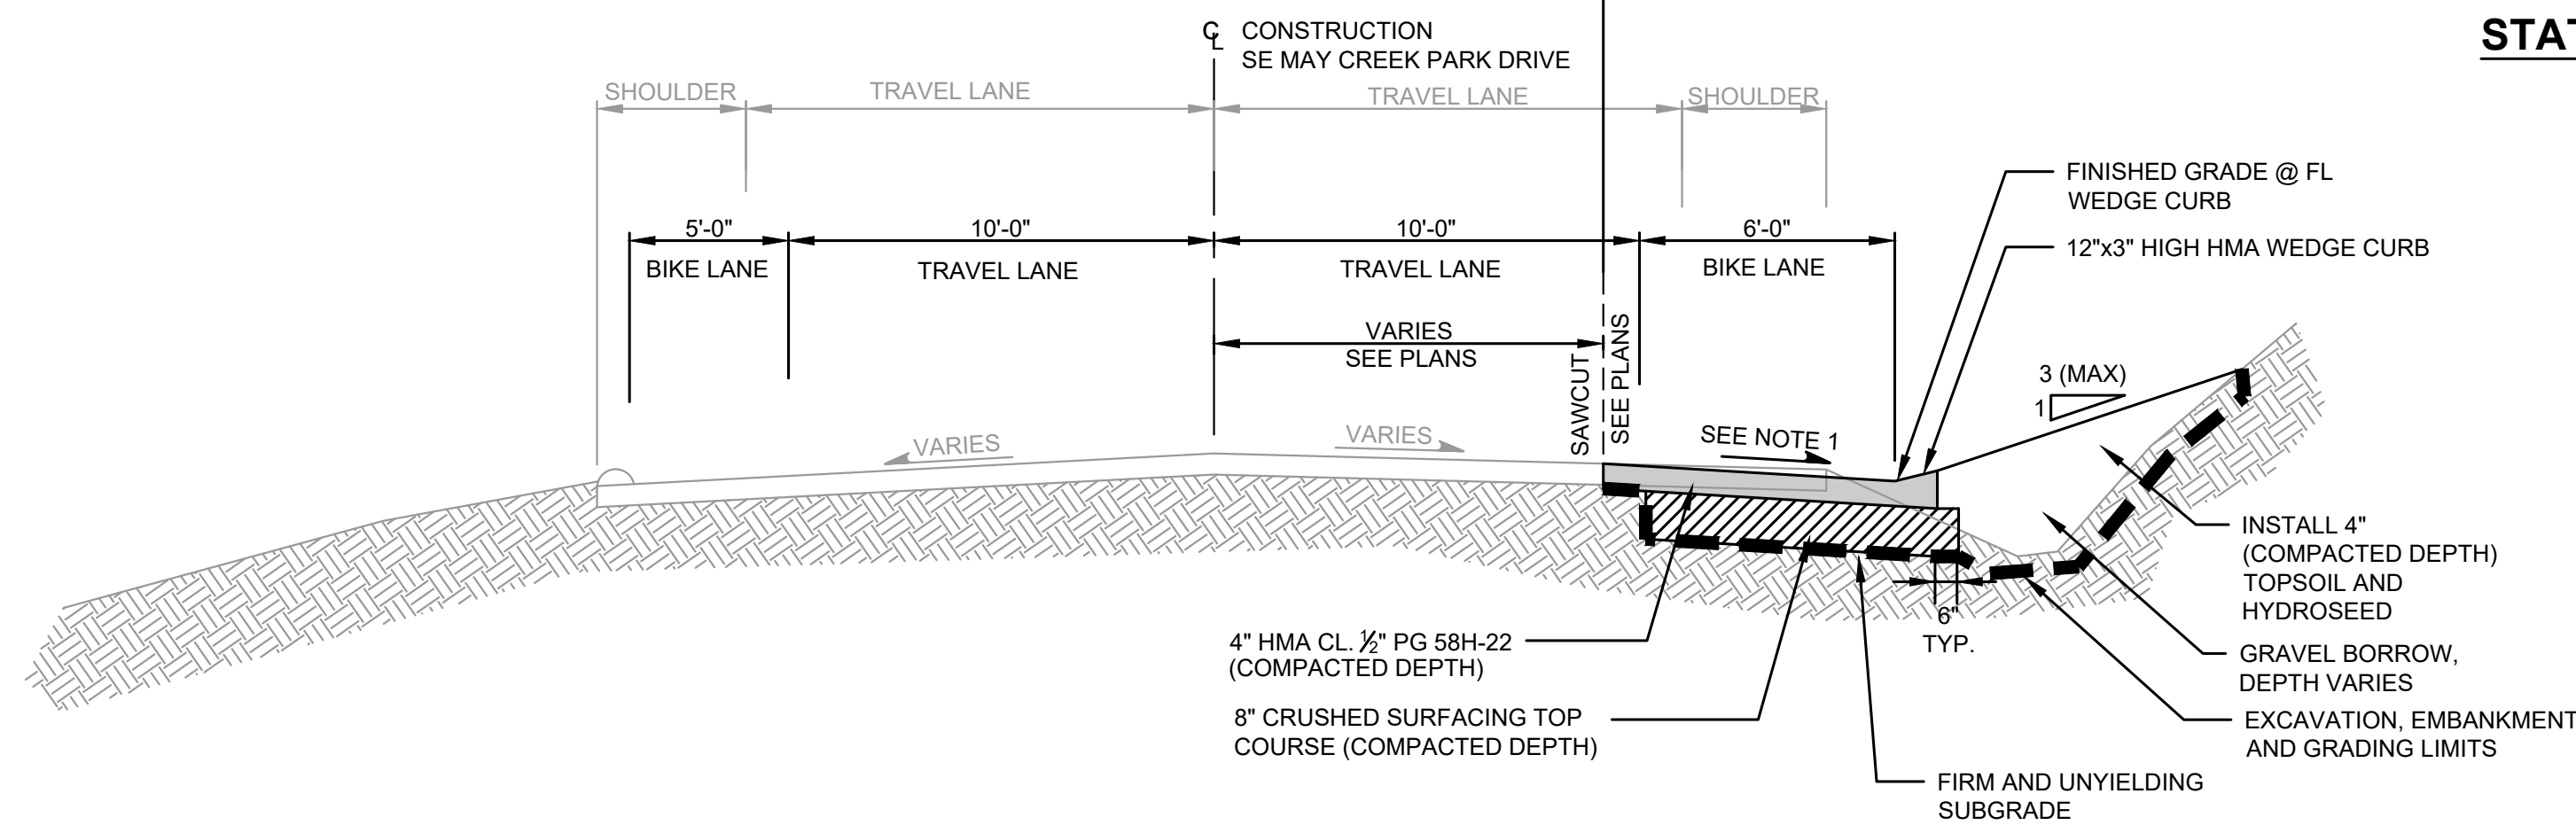 STAT
CL CONSTRUCTION
SE MAY CREEK PARK DRIVE
SHOULDER
TRAVEL LANE
TRAVEL LANE
SHOULDER
5'-0"
10'-0"
10'-0"
6'-0"
BIKE LANE
TRAVEL LANE
TRAVEL LANE
BIKE LANE
VARIES
SEE PLANS
SAWCUT
SEE PLANS
FINISHED GRADE @ FL
WEDGE CURB
12"x3" HIGH HMA WEDGE CURB
3 (MAX)
1
VARIES
VARIES
SEE NOTE 1
INSTALL 4"
(COMPACTED DEPTH)
TOPSOIL AND
HYDROSEED
6"
TYP.
4" HMA CL. ½" PG 58H-22
(COMPACTED DEPTH)
GRAVEL BORROW,
DEPTH VARIES
8" CRUSHED SURFACING TOP
COURSE (COMPACTED DEPTH)
EXCAVATION, EMBANKMENT
AND GRADING LIMITS
FIRM AND UNYIELDING
SUBGRADE